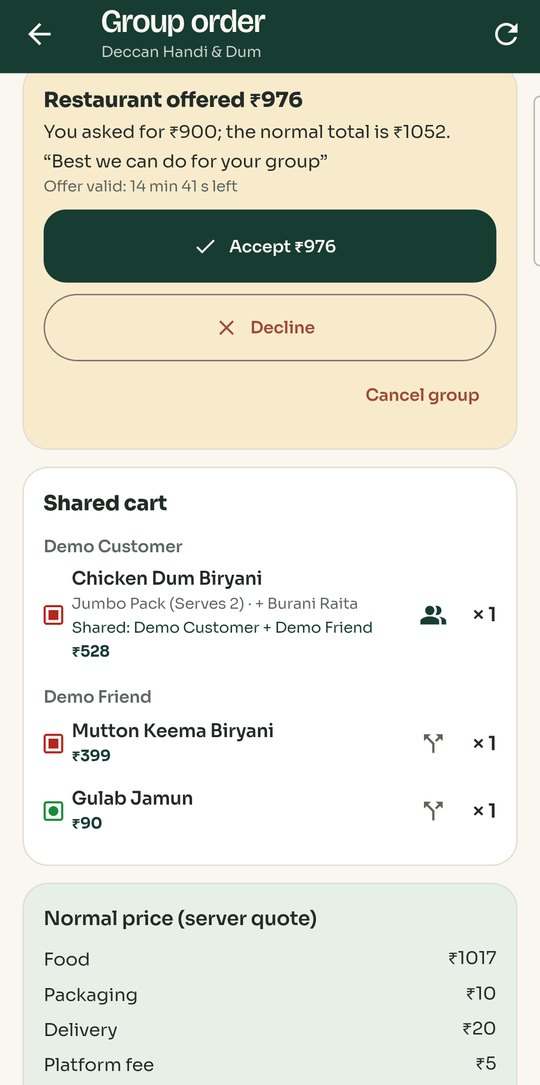 Group order
Deccan Handi & Dum
Restaurant offered ₹976
You asked for ₹900; the normal total is ₹1052.
“Best we can do for your group”
Offer valid: 14 min 41 s left
Accept ₹976
Decline
Cancel group
Shared cart
Demo Customer
Chicken Dum Biryani
Jumbo Pack (Serves 2) · + Burani Raita
Shared: Demo Customer + Demo Friend
× 1
₹528
Demo Friend
Mutton Keema Biryani
× 1
₹399
Gulab Jamun
× 1
₹90
Normal price (server quote)
Food ₹1017
Packaging ₹10
Delivery ₹20
Platform fee ₹5